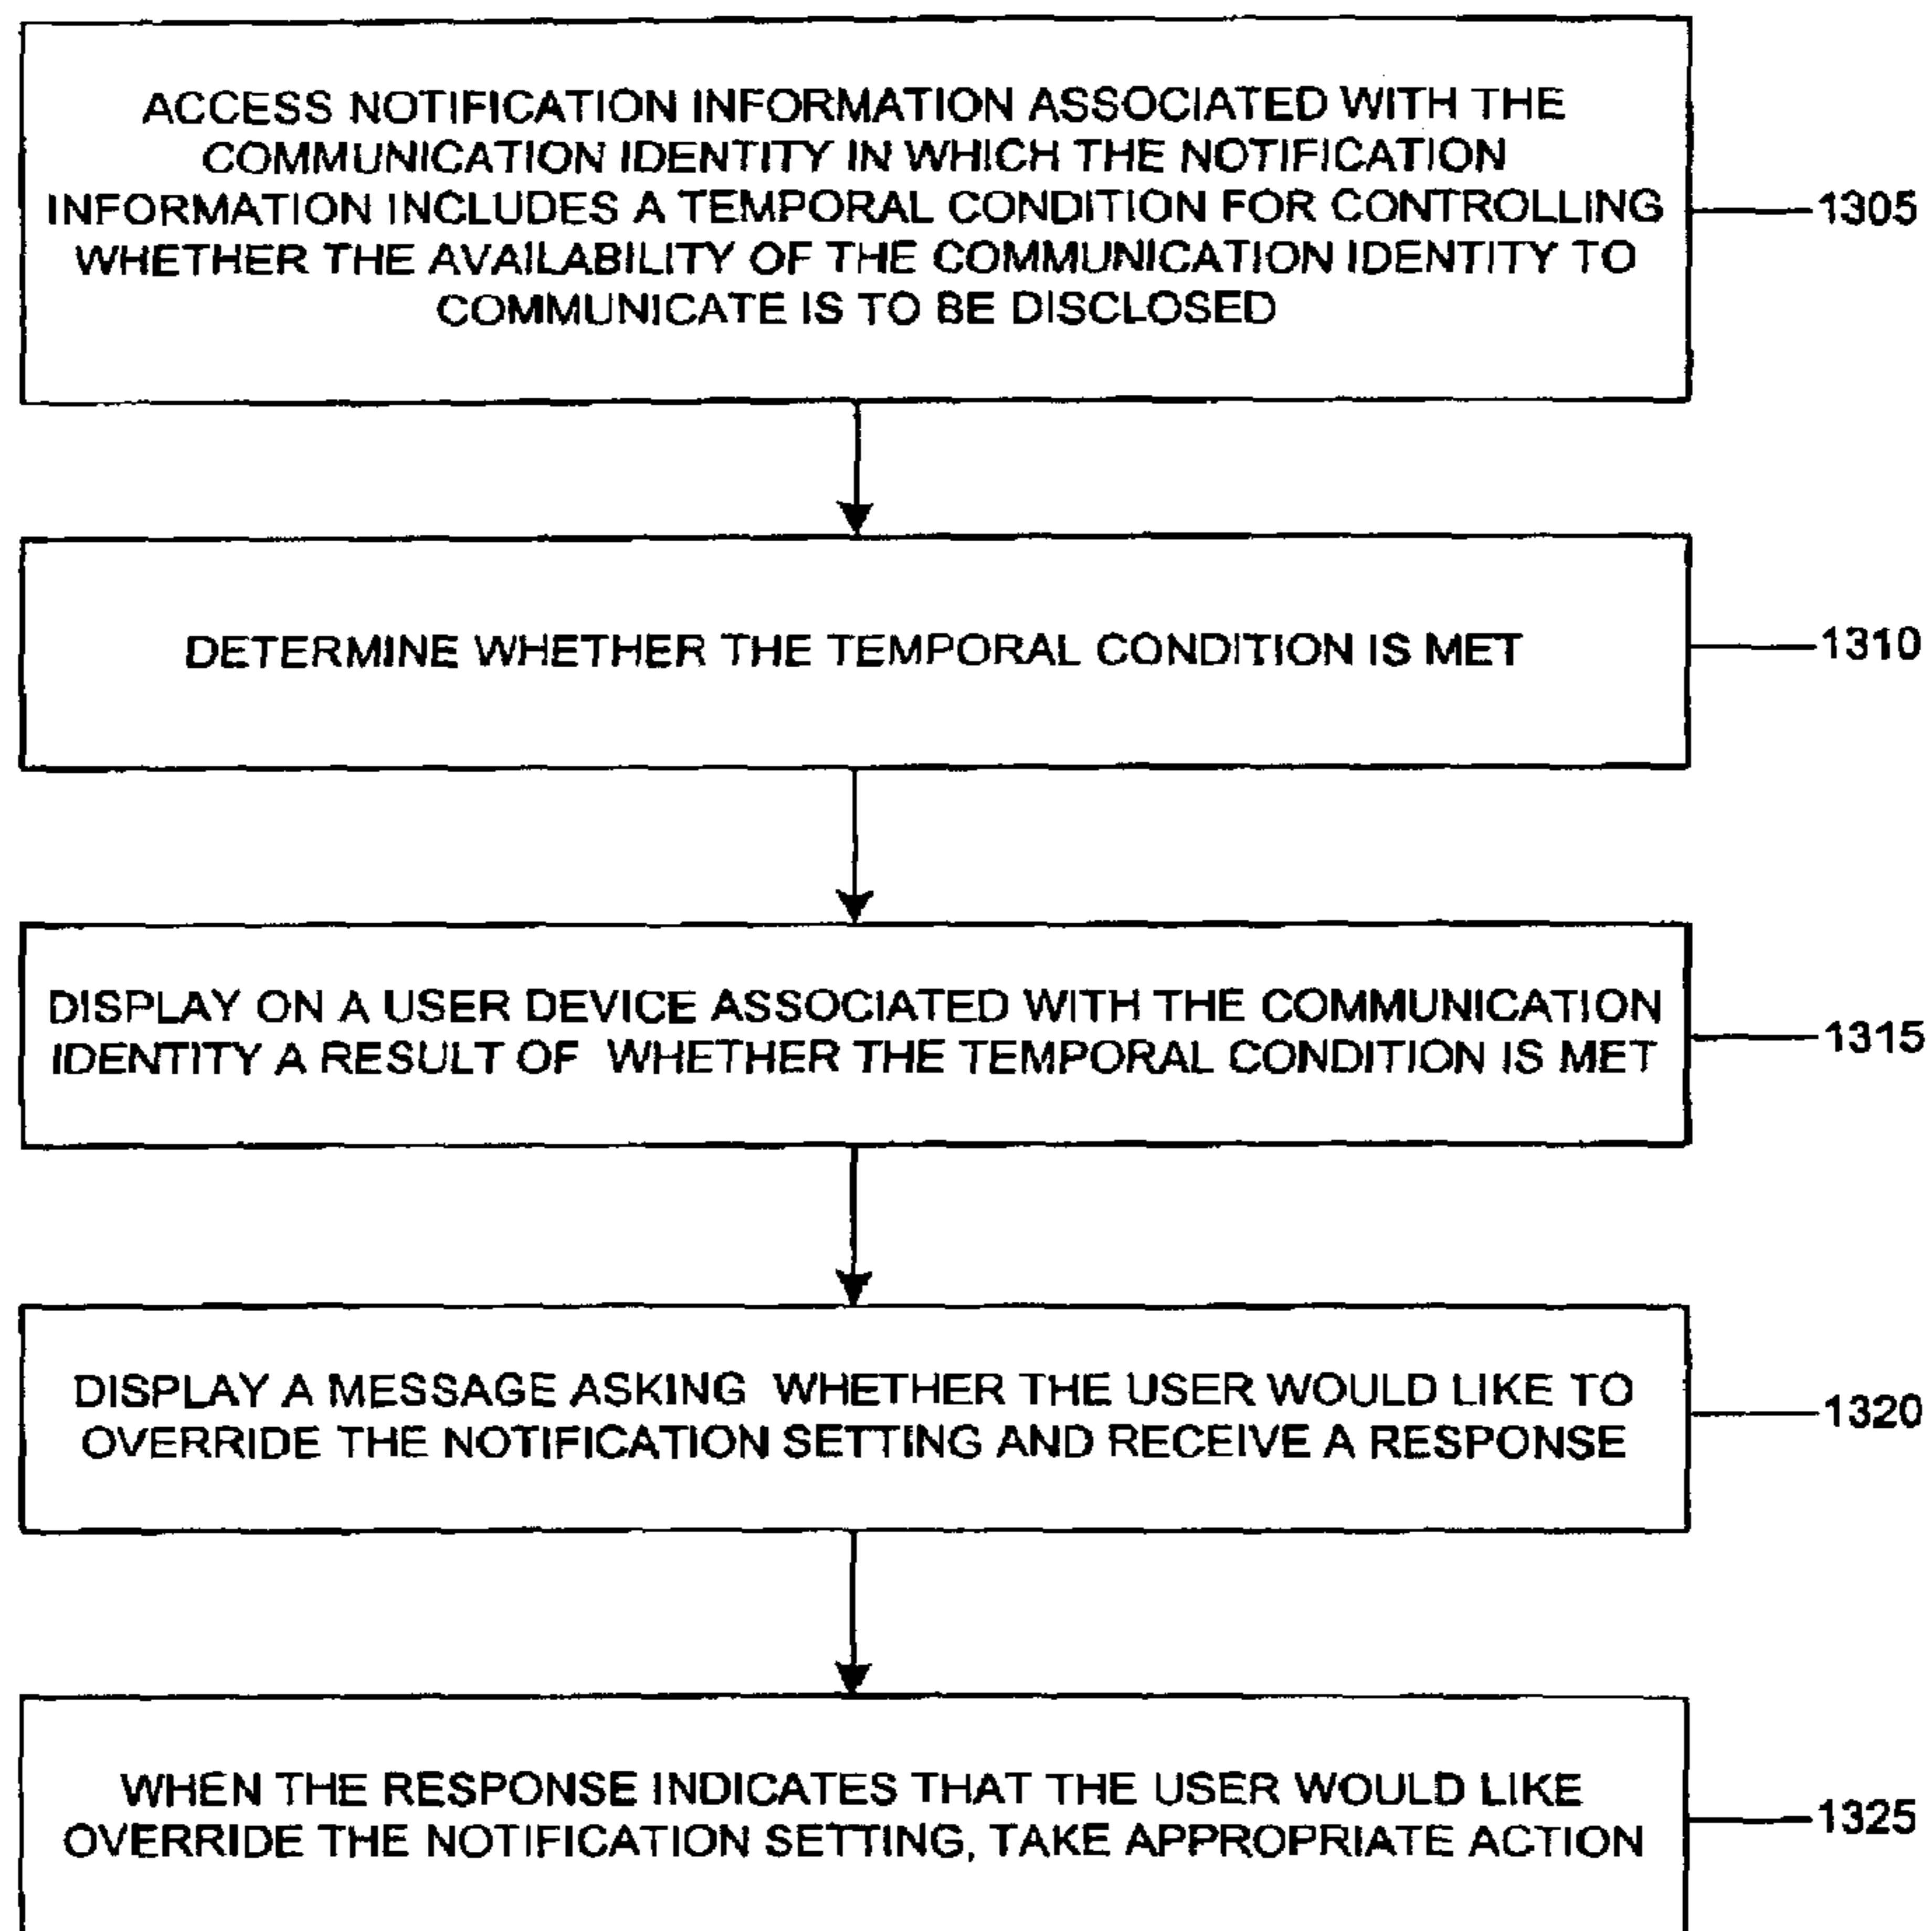 ACCESS NOTIFICATION INFORMATION ASSOCIATED WITH THE
COMMUNICATION IDENTITY IN WHICH THE NOTIFICATION
INFORMATION INCLUDES A TEMPORAL CONDITION FOR CONTROLLING
WHETHER THE AVAILABILITY OF THE COMMUNICATION IDENTITY TO
COMMUNICATE IS TO BE DISCLOSED
1305
DETERMINE WHETHER THE TEMPORAL CONDITION IS MET
1310
DISPLAY ON A USER DEVICE ASSOCIATED WITH THE COMMUNICATION
IDENTITY A RESULT OF WHETHER THE TEMPORAL CONDITION IS MET
1315
DISPLAY A MESSAGE ASKING WHETHER THE USER WOULD LIKE TO
OVERRIDE THE NOTIFICATION SETTING AND RECEIVE A RESPONSE
1320
WHEN THE RESPONSE INDICATES THAT THE USER WOULD LIKE
OVERRIDE THE NOTIFICATION SETTING, TAKE APPROPRIATE ACTION
1325